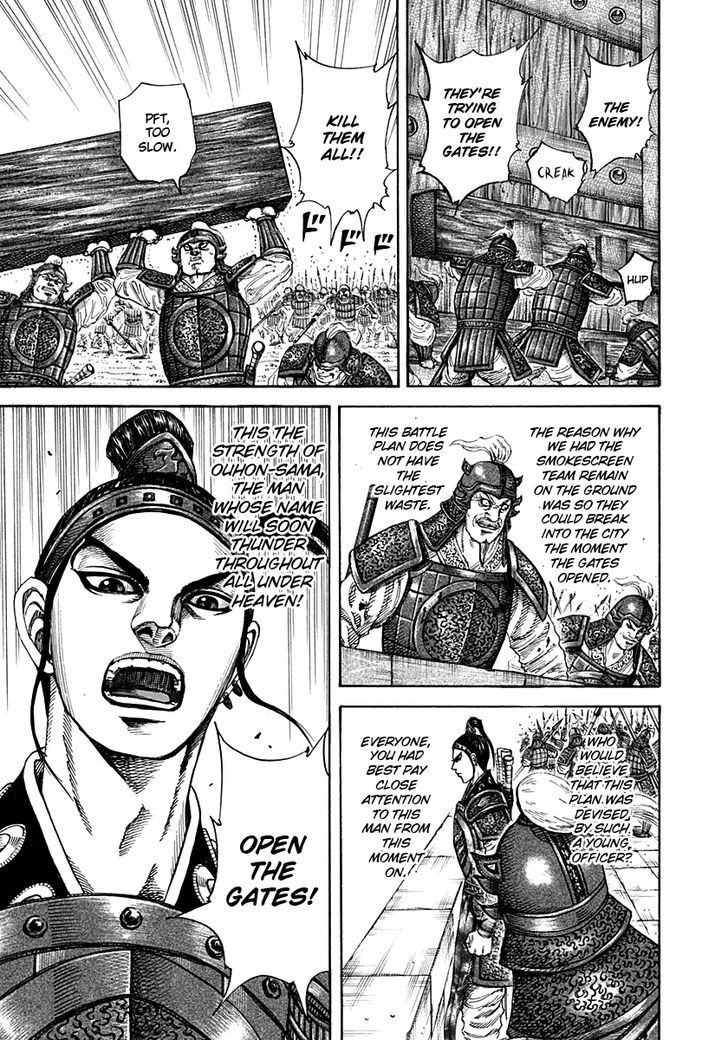 THE
ENEMY!
THEY'RE
TRYING
TO OPEN
THE
GATES!!
CREAK
HUP
KILL
THEM
ALL!!
PFT,
TOO
SLOW.
ドドド
THE REASON WHY
WE HAD THE
SMOKESCREEN
TEAM REMAIN
ON THE GROUND
WAS SO THEY
COULD BREAK
INTO THE CITY
THE MOMENT
THE GATES
OPENED.
THIS BATTLE
PLAN DOES
NOT HAVE
THE
SLIGHTEST
WASTE.
WHO
WOULD
BELIEVE
THAT THIS
PLAN WAS
DEVISED
BY SUCH
A YOUNG
OFFICER?
EVERYONE,
YOU HAD
BEST PAY
CLOSE
ATTENTION
TO THIS
MAN FROM
THIS
MOMENT
ON.
THIS THE
STRENGTH OF
OUHON-SAMA,
THE MAN
WHOSE NAME
WILL SOON
THUNDER
THROUGHOUT
ALL UNDER
HEAVEN!
OPEN
THE
GATES!